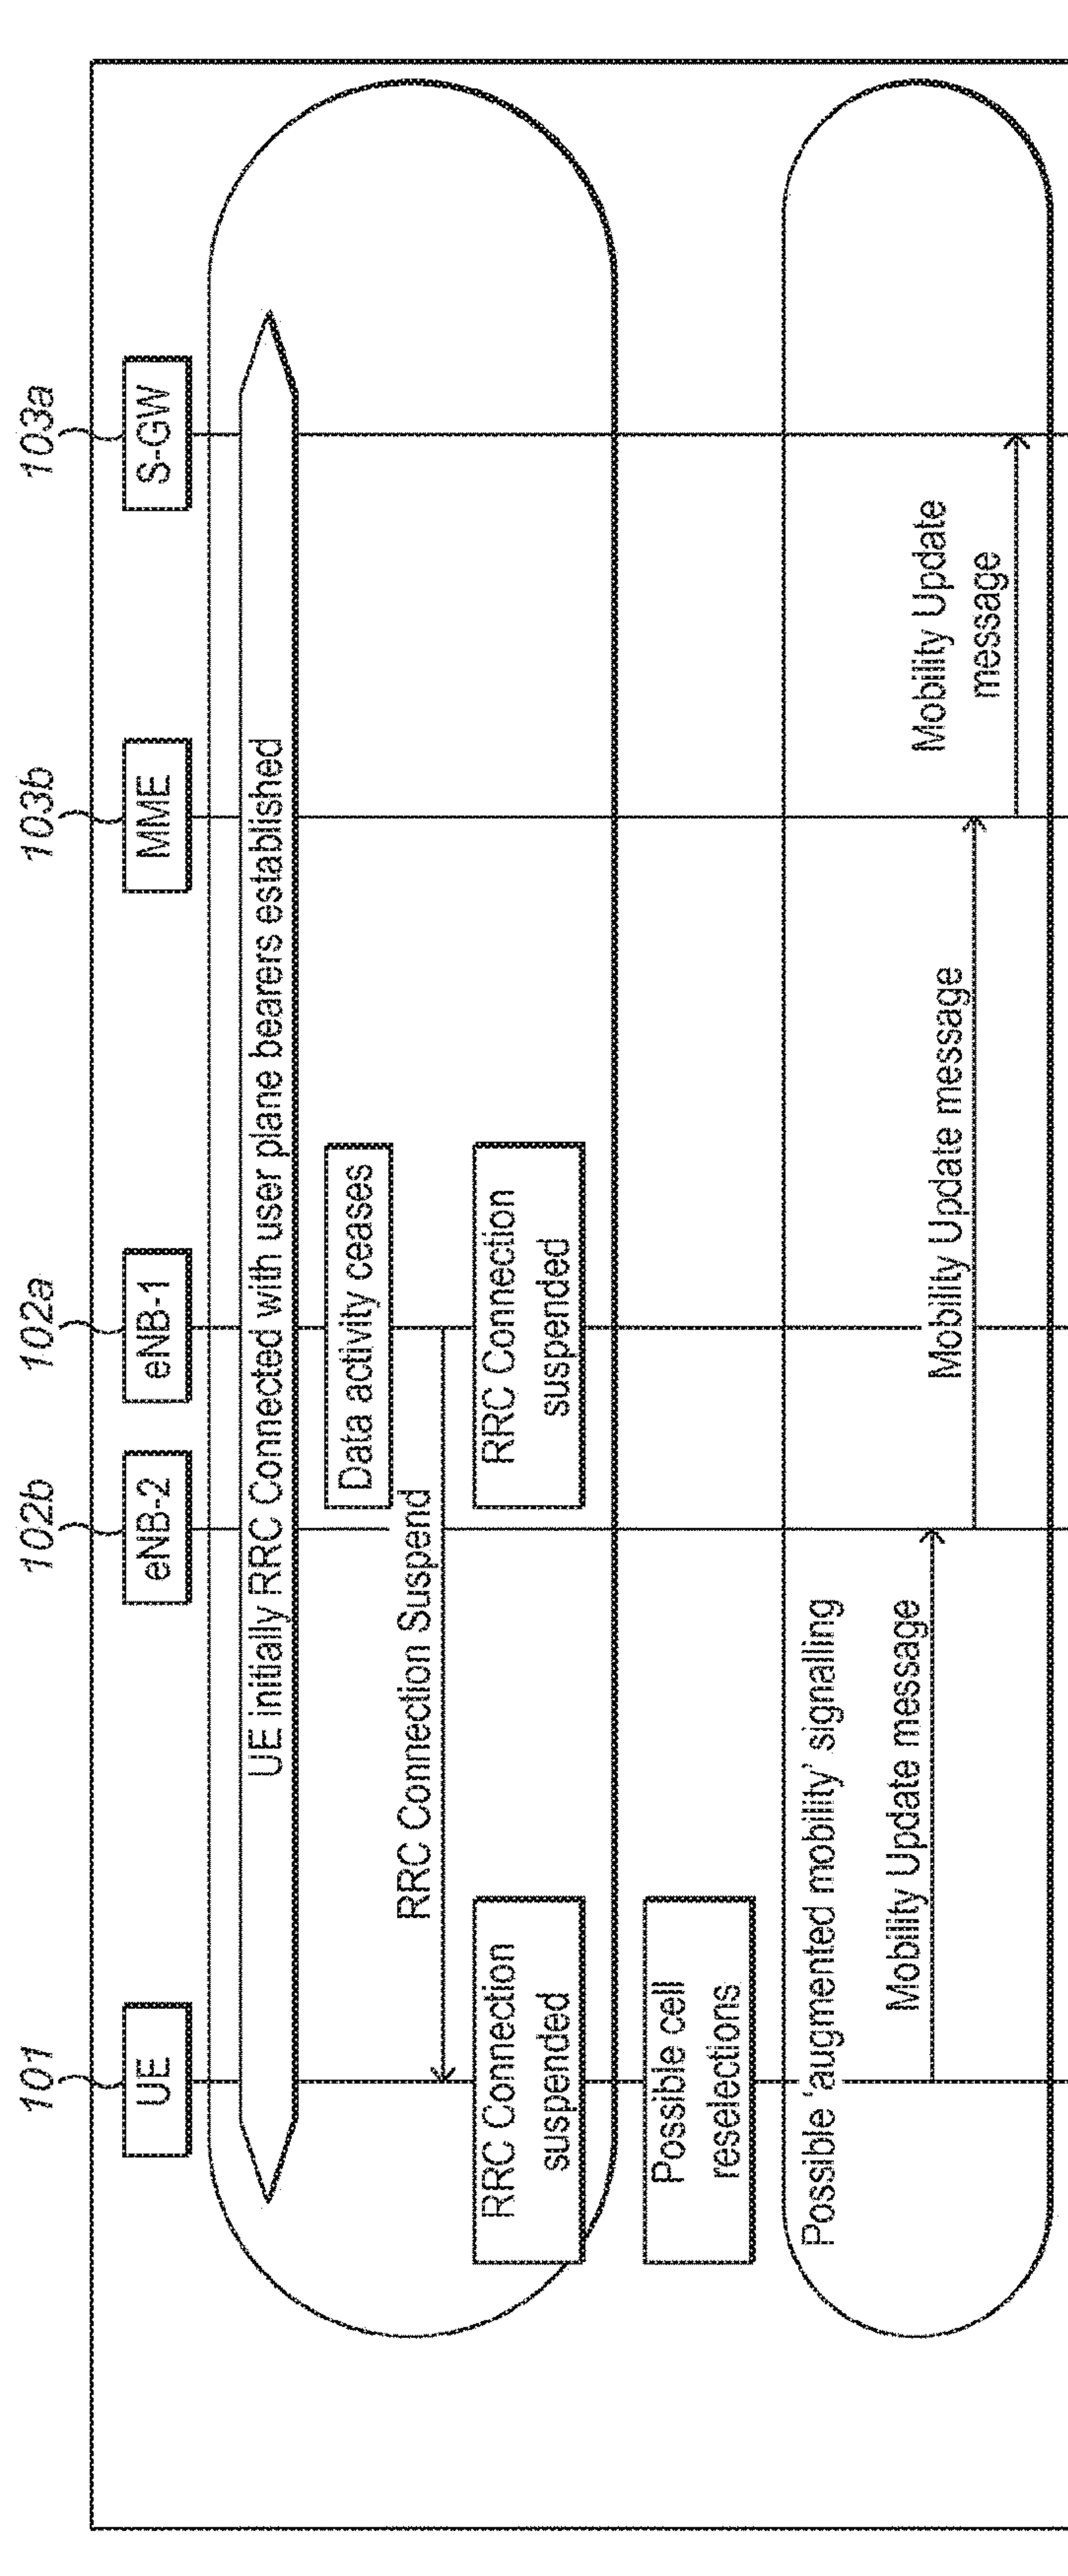 101
102b
102a
103b
103a
UE
eNB-2
eNB-1
MME
S-GW
UE initially RRC Connected with user plane bearers established
Data activity ceases
RRC Connection Suspend
RRC Connection
suspended
RRC Connection
suspended
Possible cell
reselections
Possible 'augmented mobility' signalling
Mobility Update message
Mobility Update message
Mobility Update
message